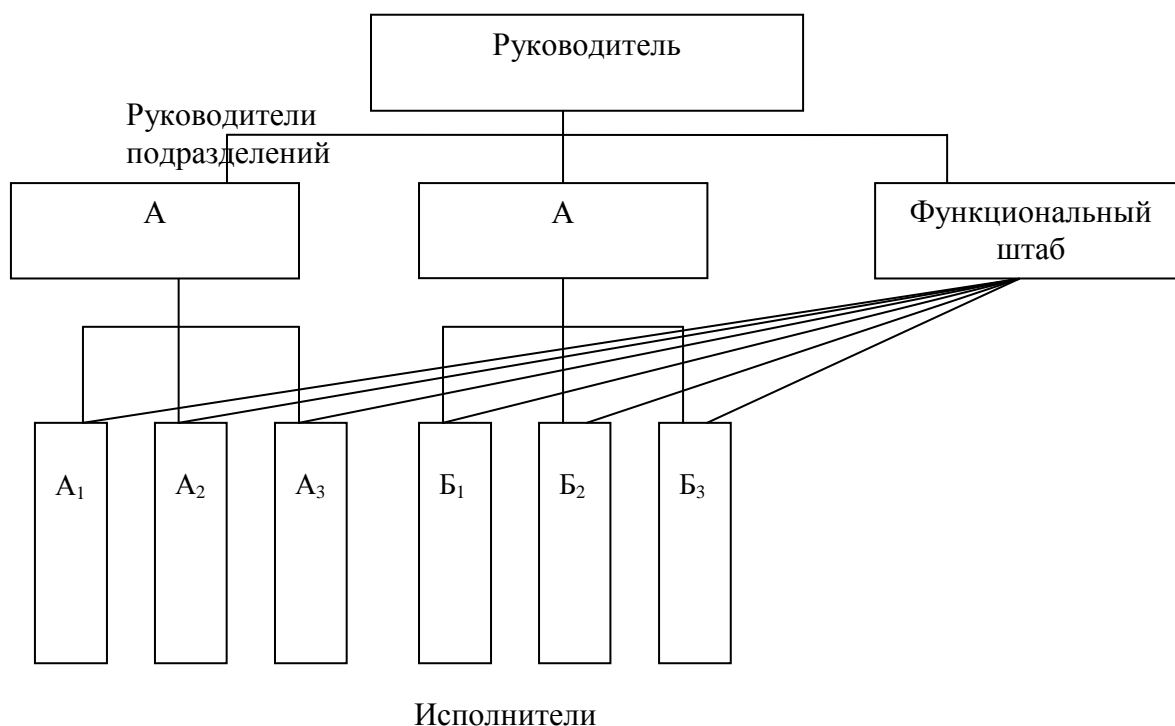 Руководитель
Руководители
подразделений
А
А
Функциональный
штаб
А₁
А₂
А₃
Б₁
Б₂
Б₃
Исполнители